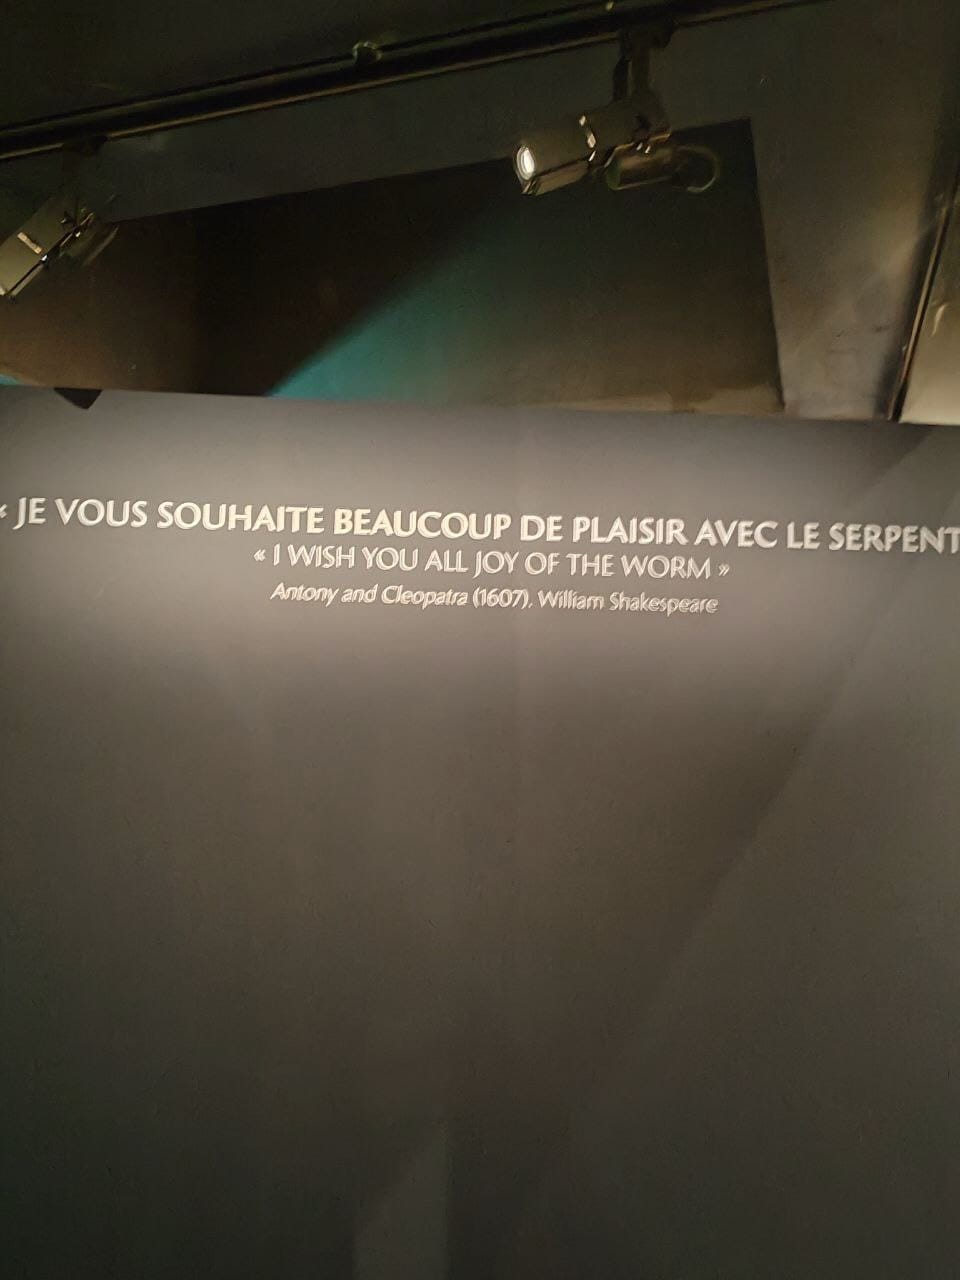 « JE VOUS SOUHAITE BEAUCOUP DE PLAISIR AVEC LE SERPENT
« I WISH YOU ALL JOY OF THE WORM »
Antony and Cleopatra (1607), William Shakespeare